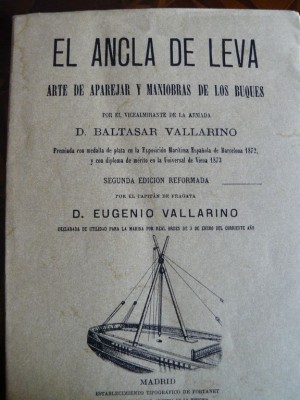 EL ANCLA DE LEVA
ARTE DE APAREJAR Y MANIOBRAS DE LOS BUQUES
POR EL VICEALMIRANTE DE LA ARMADA
D. BALTASAR VALLARINO
Premiada con medalla de plata en la Exposición Marítima Española de Barcelona 1872,
y con diploma de mérito en la Universal de Viena 1873
SEGUNDA EDICION REFORMADA
POR EL CAPITÁN DE FRAGATA
D. EUGENIO VALLARINO
DECLARADA DE UTILIDAD PARA LA MARINA POR REAL ORDEN DE 3 DE ENERO DEL CORRIENTE AÑO
MADRID
ESTABLECIMIENTO TIPOGRÁFICO DE FORTANET